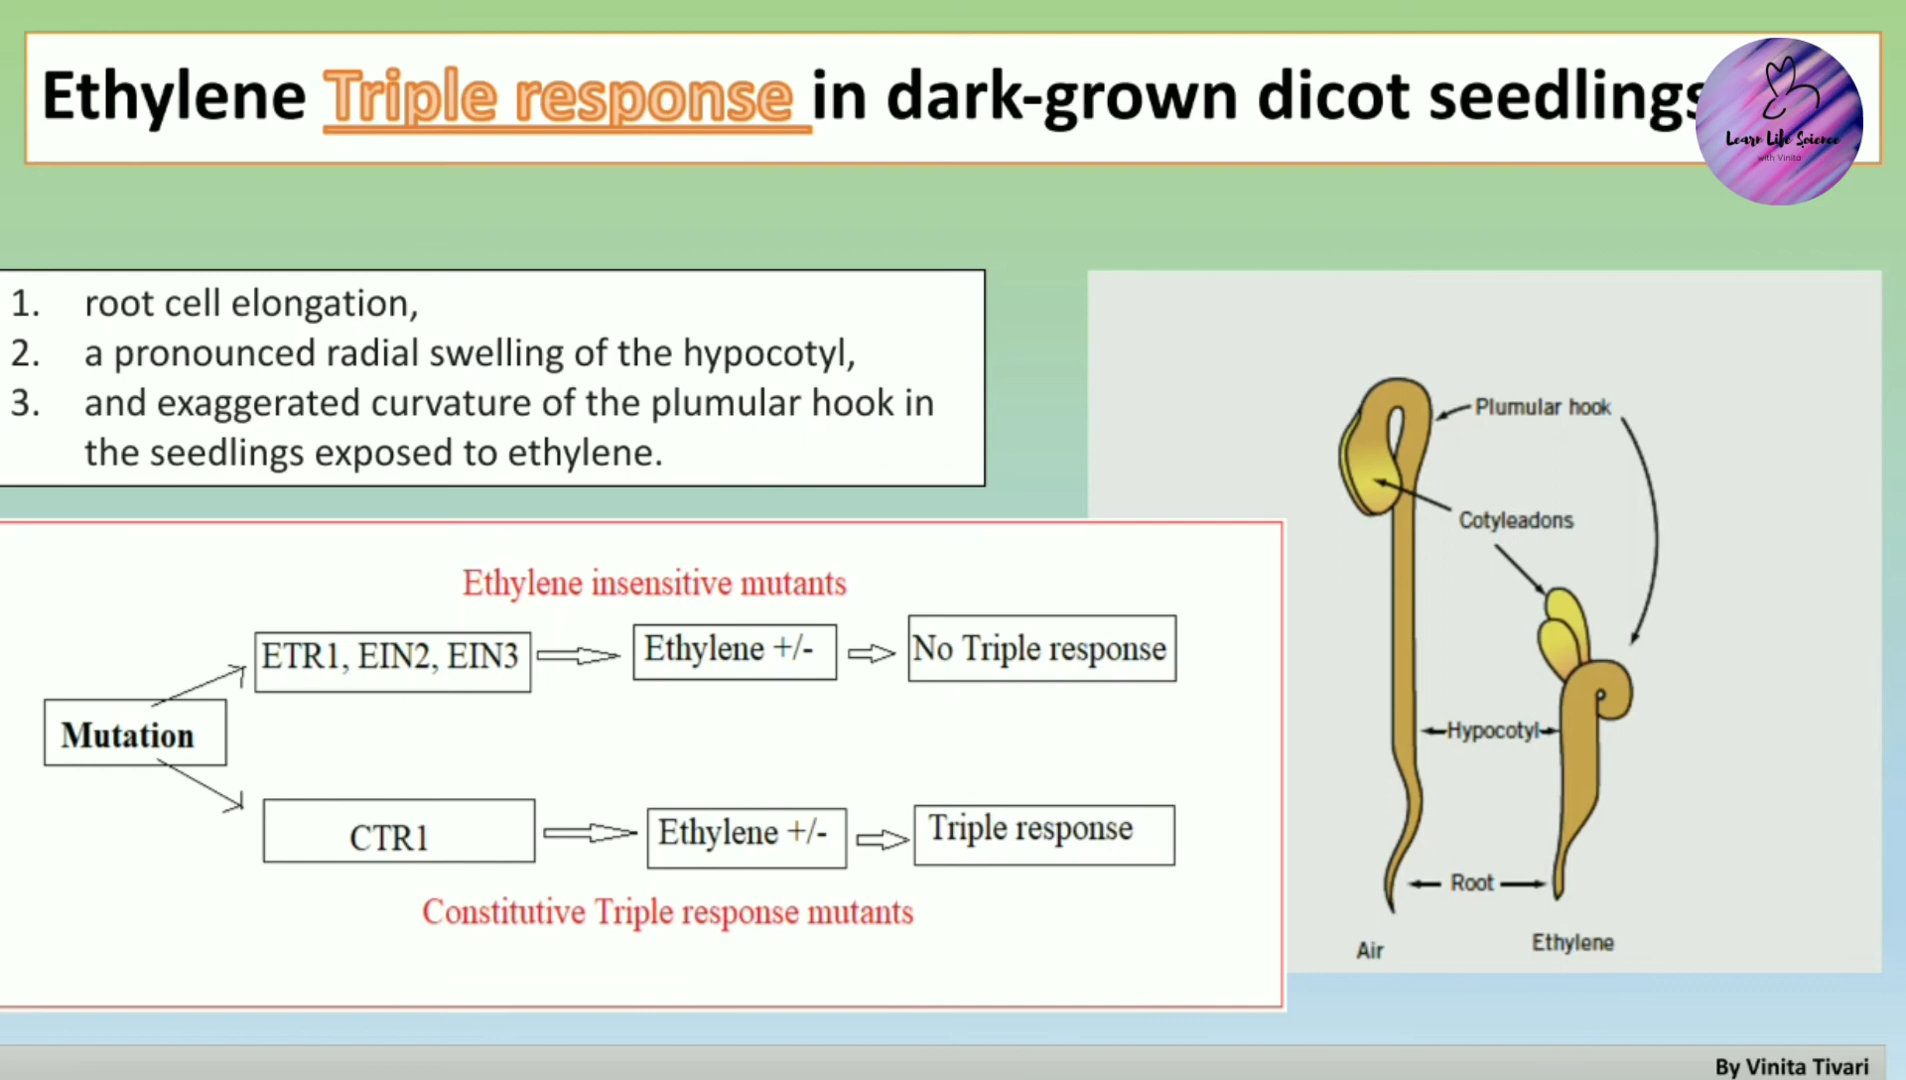 Ethylene Triple response in dark-grown dicot seedlings
Learn Life Science
with Vinita
1. root cell elongation,
2. a pronounced radial swelling of the hypocotyl,
3. and exaggerated curvature of the plumular hook in
the seedlings exposed to ethylene.
Ethylene insensitive mutants
ETR1, EIN2, EIN3
Ethylene +/-
No Triple response
Mutation
CTR1
Ethylene +/-
Triple response
Constitutive Triple response mutants
Plumular hook
Cotyleadons
Hypocotyl
Root
Air
Ethylene
By Vinita Tivari